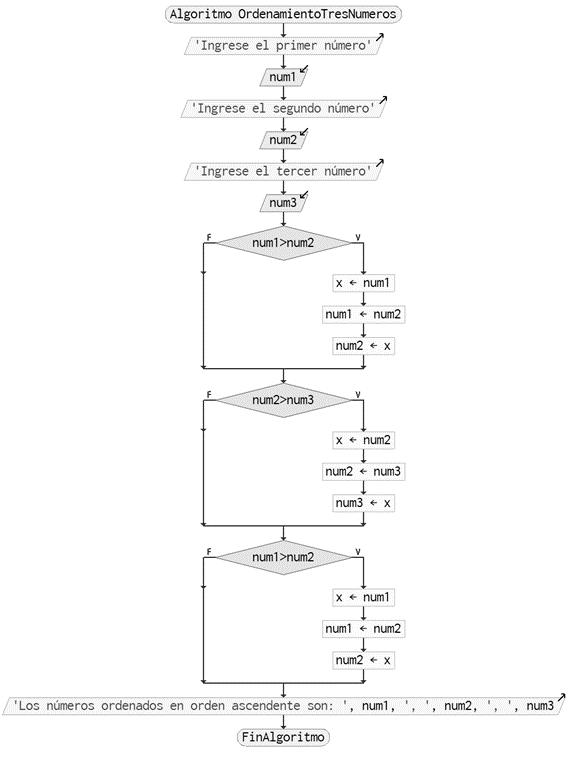 Algoritmo OrdenamientoTresNumeros
'Ingrese el primer número'
num1
'Ingrese el segundo número'
num2
'Ingrese el tercer número'
num3
F
num1>num2
V
x ← num1
num1 ← num2
num2 ← x
F
num2>num3
V
x ← num2
num2 ← num3
num3 ← x
F
num1>num2
V
x ← num1
num1 ← num2
num2 ← x
'Los números ordenados en orden ascendente son: ', num1, ', ', num2, ', ', num3
FinAlgoritmo